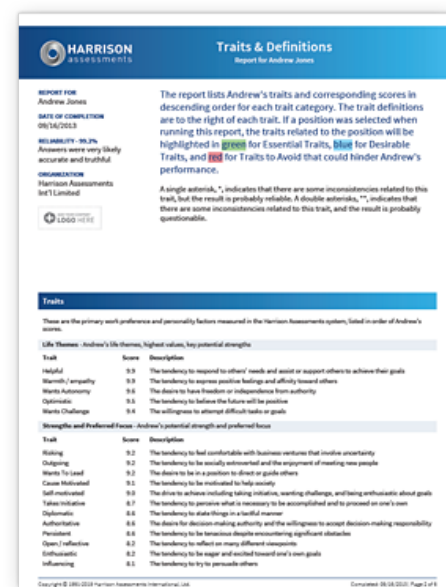 HARRISON
assessments
Traits & Definitions
Report for Andrew Jones
REPORT FOR
Andrew Jones
DATE OF COMPLETION
09/16/2013
RELIABILITY - 99.2%
Answers were very likely
accurate and truthful
ORGANIZATION
Harrison Assessments
Int'l Limited
LOGO HERE
The report lists Andrew's traits and corresponding scores in
descending order for each trait category. The trait definitions
are to the right of each trait. If a position was selected when
running this report, the traits related to the position will be
highlighted in green for Essential Traits, blue for Desirable
Traits, and red for Traits to Avoid that could hinder Andrew's
performance.
A single asterisk, *, indicates that there are some inconsistencies related to this
trait, but the result is probably reliable. A double asterisks, **, indicates that
there are some inconsistencies related to this trait, and the result is probably
questionable.
Traits
These are the primary work preference and personality factors measured in the Harrison Assessments system, listed in order of Andrew's
scores.
Life Themes - Andrew's life themes, highest values, key potential strengths
Trait Score Description
Helpful 9.9 The tendency to respond to others' needs and assist or support others to achieve their goals
Warmth / empathy 9.9 The tendency to express positive feelings and affinity toward others
Wants Autonomy 9.6 The desire to have freedom or independence from authority
Optimistic 9.5 The tendency to believe the future will be positive
Wants Challenge 9.4 The willingness to attempt difficult tasks or goals
Strengths and Preferred Focus - Andrew's potential strength and preferred focus
Trait Score Description
Risking 9.2 The tendency to feel comfortable with business ventures that involve uncertainty
Outgoing 9.2 The tendency to be socially extroverted and the enjoyment of meeting new people
Wants To Lead 9.2 The desire to be in a position to direct or guide others
Cause Motivated 9.1 The tendency to be motivated to help society
Self-motivated 9.0 The drive to achieve including taking initiative, wanting challenge, and being enthusiastic about goals
Takes Initiative 8.7 The tendency to perceive what is necessary to be accomplished and to proceed on one's own
Diplomatic 8.6 The tendency to state things in a tactful manner
Authoritative 8.6 The desire for decision-making authority and the willingness to accept decision-making responsibility
Persistent 8.6 The tendency to be tenacious despite encountering significant obstacles
Open / reflective 8.2 The tendency to reflect on many different viewpoints
Enthusiastic 8.2 The tendency to be eager and excited toward one's own goals
Influencing 8.1 The tendency to try to persuade others
Copyright © 1991-2016 Harrison Assessments International, Ltd.
Completed: 09/16/2013; Page 2 of 6